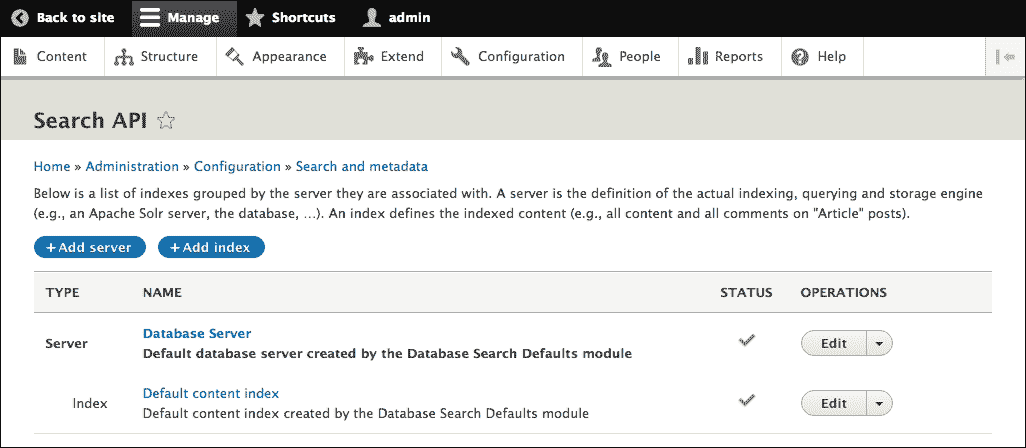 Back to site Manage Shortcuts admin
Content Structure Appearance Extend Configuration People Reports Help
Search API
Home » Administration » Configuration » Search and metadata
Below is a list of indexes grouped by the server they are associated with. A server is the definition of the actual indexing, querying and storage engine
(e.g., an Apache Solr server, the database, ...). An index defines the indexed content (e.g., all content and all comments on "Article" posts).
+ Add server + Add index
TYPE NAME STATUS OPERATIONS
Server Database Server Edit
Default database server created by the Database Search Defaults module
Index Default content index Edit
Default content index created by the Database Search Defaults module